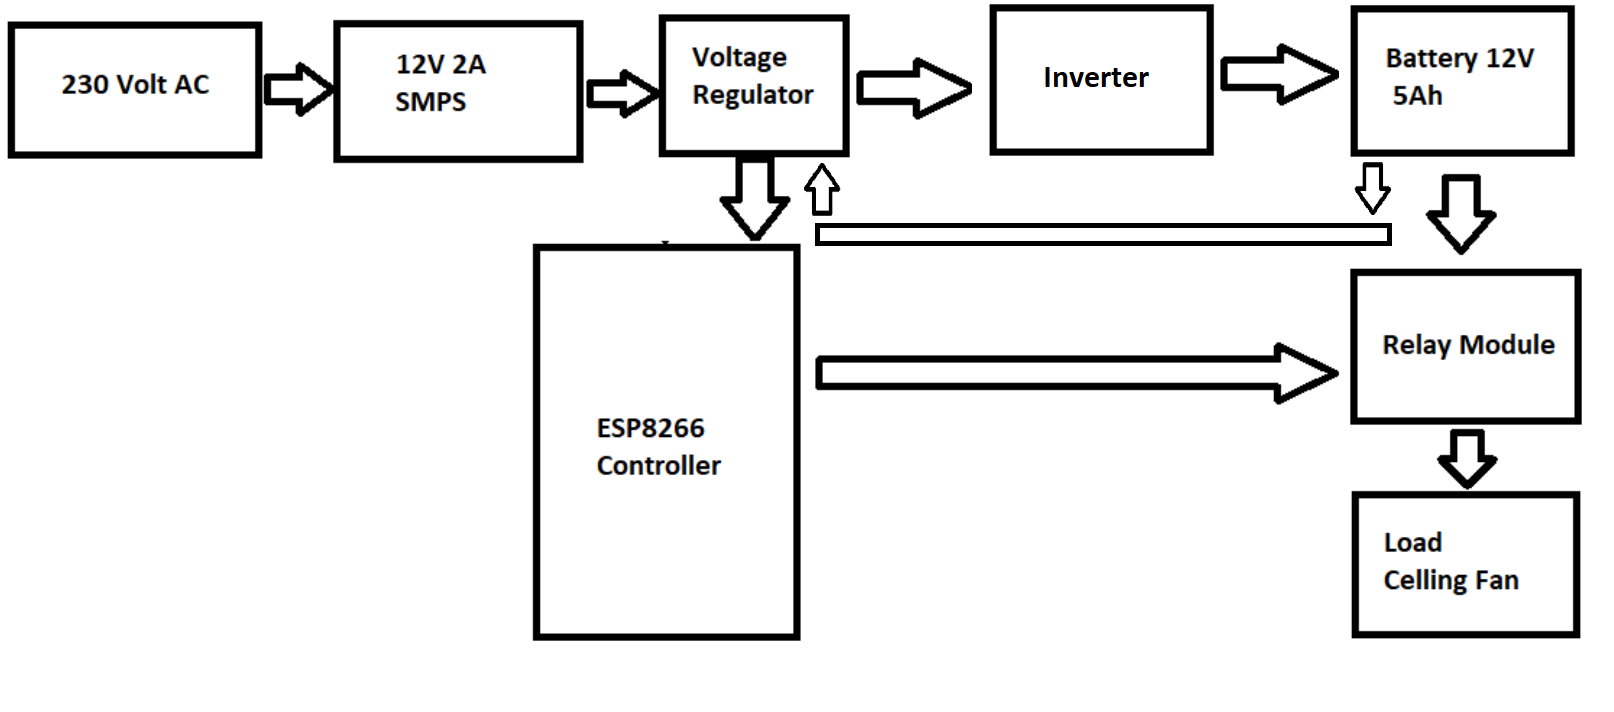 230 Volt AC
12V 2A
SMPS
Voltage
Regulator
Inverter
Battery 12V
5Ah
Relay Module
ESP8266
Controller
Load
Celling Fan